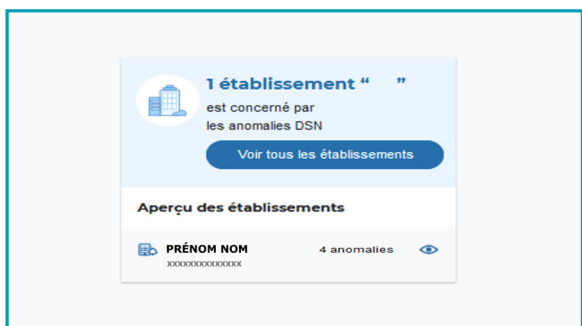 1 établissement “ ”
est concerné par
les anomalies DSN
Voir tous les établissements
Aperçu des établissements
PRÉNOM NOM 4 anomalies
xxxxxxxxxxxxxx